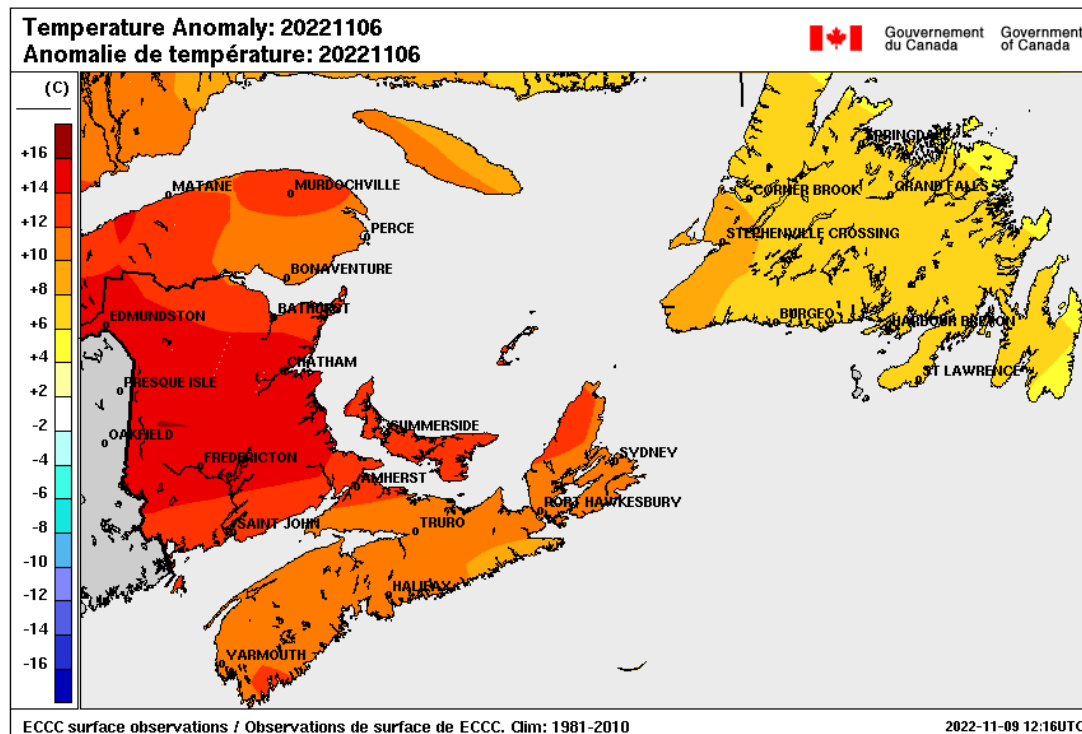 Temperature Anomaly: 20221106
Anomalie de température: 20221106
Gouvernement du Canada
Government of Canada
(C)
+16
+14
+12
+10
+8
+6
+4
+2
-2
-4
-6
-8
-10
-12
-14
-16
SPRINGDALE
MATANE
MURDOCHVILLE
CORNER BROOK
GRAND FALLS
PERCE
STEPHENVILLE CROSSING
BONAVENTURE
EDMUNDSTON
BATHURST
BURGEO
HARBOUR BRETON
CHATHAM
ST LAWRENCE
PRESQUE ISLE
SUMMERSIDE
OAKFIELD
FREDERICTON
SYDNEY
AMHERST
PORT HAWKESBURY
SAINT JOHN
TRURO
HALIFAX
YARMOUTH
ECCC surface observations / Observations de surface de ECCC. Clim: 1981-2010
2022-11-09 12:16UTC